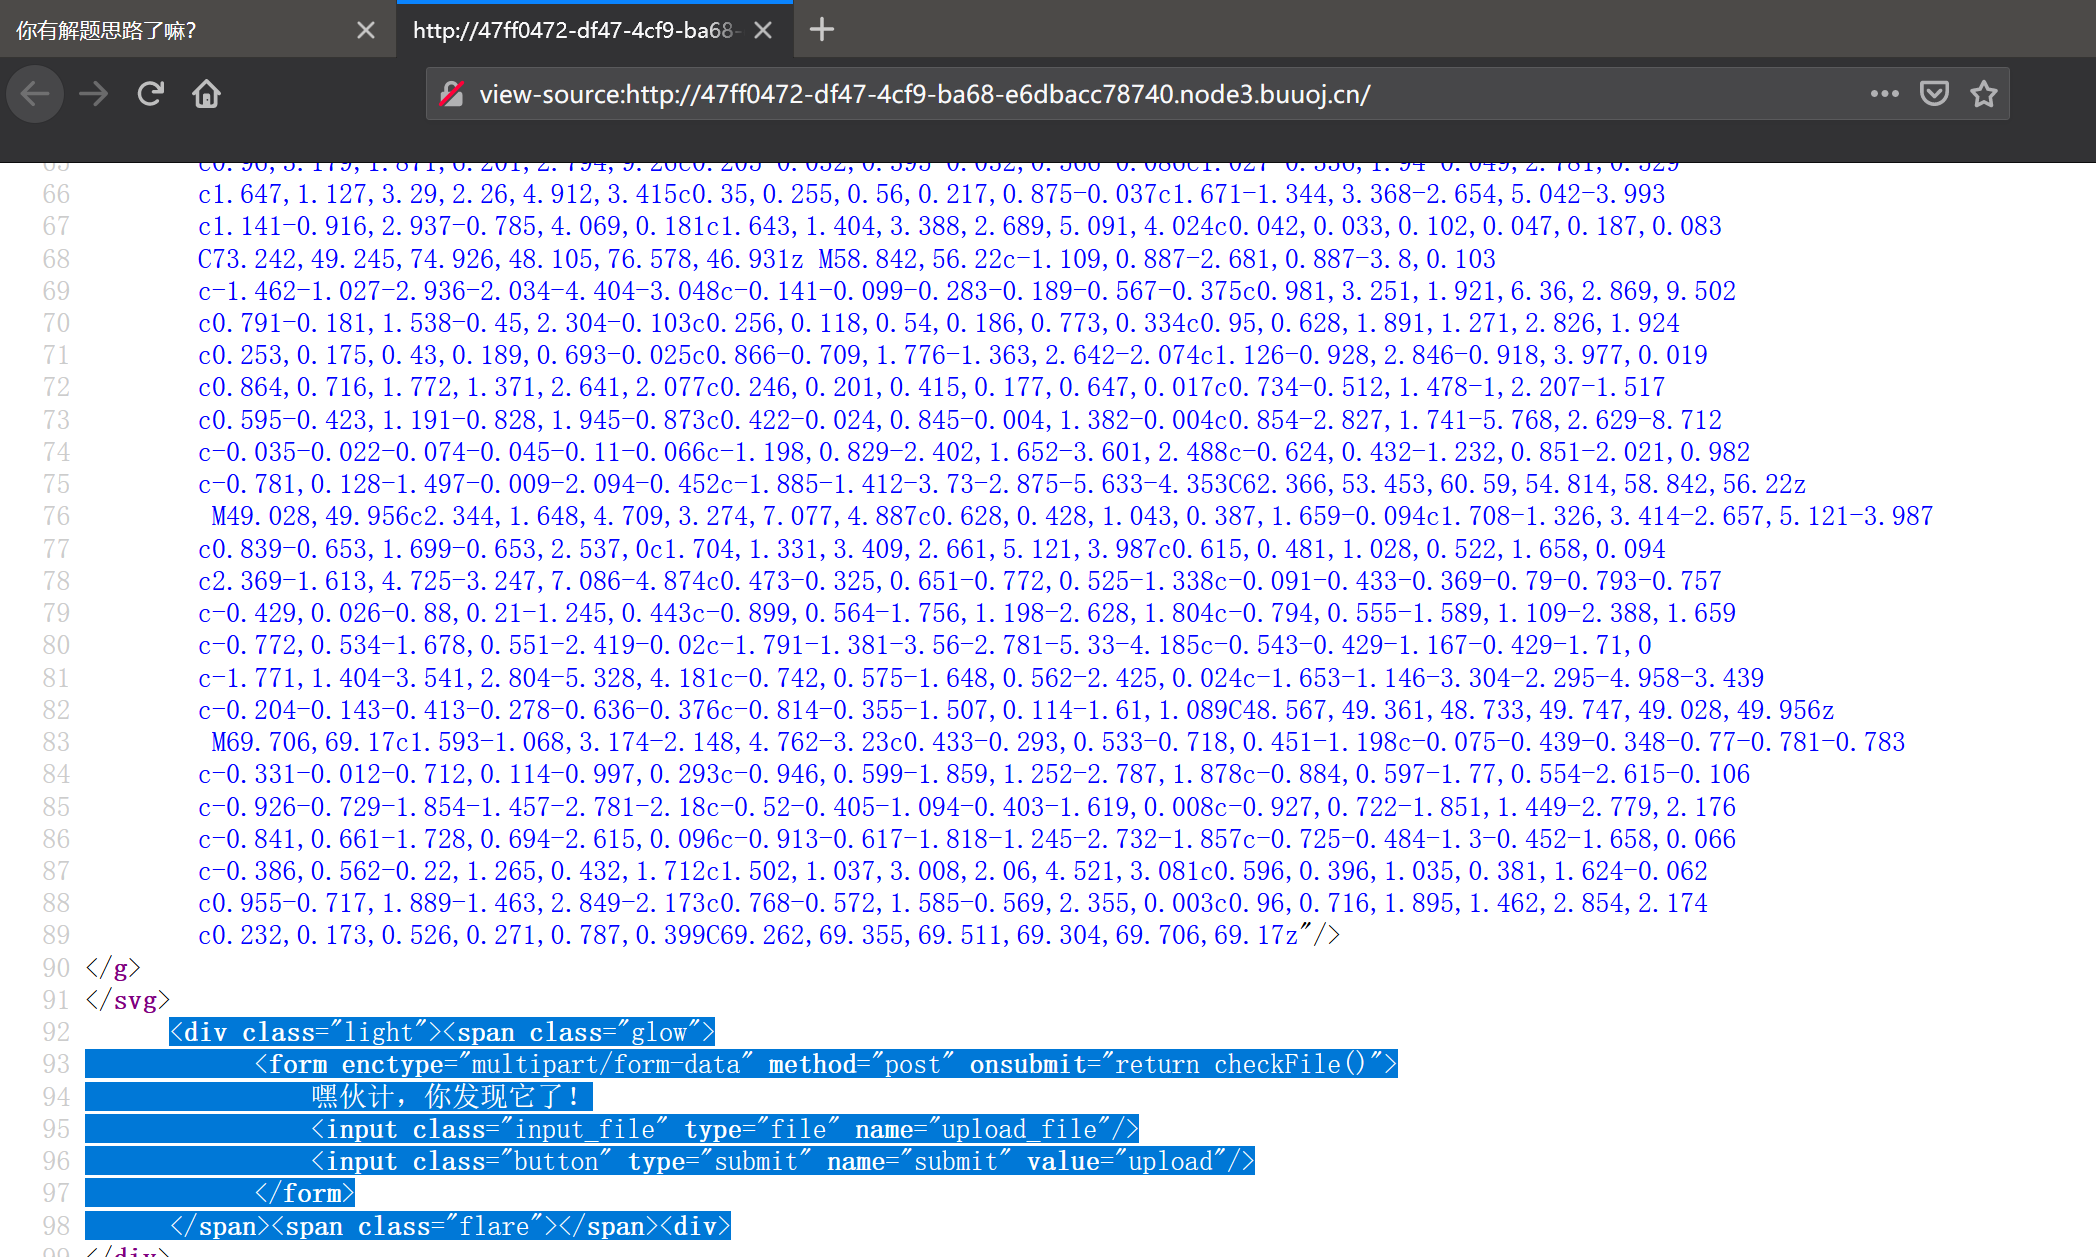 你有解题思路了嘛？
http://47ff0472-df47-4cf9-ba68-
view-source:http://47ff0472-df47-4cf9-ba68-e6dbacc78740.node3.buuoj.cn/
65 c0.96,3.179,1.871,6.201,2.794,9.26c0.205-0.032,0.395-0.032,0.566-0.086c1.027-0.336,1.94-0.049,2.781,0.529
66 c1.647,1.127,3.29,2.26,4.912,3.415c0.35,0.255,0.56,0.217,0.875-0.037c1.671-1.344,3.368-2.654,5.042-3.993
67 c1.141-0.916,2.937-0.785,4.069,0.181c1.643,1.404,3.388,2.689,5.091,4.024c0.042,0.033,0.102,0.047,0.187,0.083
68 C73.242,49.245,74.926,48.105,76.578,46.931z M58.842,56.22c-1.109,0.887-2.681,0.887-3.8,0.103
69 c-1.462-1.027-2.936-2.034-4.404-3.048c-0.141-0.099-0.283-0.189-0.567-0.375c0.981,3.251,1.921,6.36,2.869,9.502
70 c0.791-0.181,1.538-0.45,2.304-0.103c0.256,0.118,0.54,0.186,0.773,0.334c0.95,0.628,1.891,1.271,2.826,1.924
71 c0.253,0.175,0.43,0.189,0.693-0.025c0.866-0.709,1.776-1.363,2.642-2.074c1.126-0.928,2.846-0.918,3.977,0.019
72 c0.864,0.716,1.772,1.371,2.641,2.077c0.246,0.201,0.415,0.177,0.647,0.017c0.734-0.512,1.478-1,2.207-1.517
73 c0.595-0.423,1.191-0.828,1.945-0.873c0.422-0.024,0.845-0.004,1.382-0.004c0.854-2.827,1.741-5.768,2.629-8.712
74 c-0.035-0.022-0.074-0.045-0.11-0.066c-1.198,0.829-2.402,1.652-3.601,2.488c-0.624,0.432-1.232,0.851-2.021,0.982
75 c-0.781,0.128-1.497-0.009-2.094-0.452c-1.885-1.412-3.73-2.875-5.633-4.353C62.366,53.453,60.59,54.814,58.842,56.22z
76 M49.028,49.956c2.344,1.648,4.709,3.274,7.077,4.887c0.628,0.428,1.043,0.387,1.659-0.094c1.708-1.326,3.414-2.657,5.121-3.987
77 c0.839-0.653,1.699-0.653,2.537,0c1.704,1.331,3.409,2.661,5.121,3.987c0.615,0.481,1.028,0.522,1.658,0.094
78 c2.369-1.613,4.725-3.247,7.086-4.874c0.473-0.325,0.651-0.772,0.525-1.338c-0.091-0.433-0.369-0.79-0.793-0.757
79 c-0.429,0.026-0.88,0.21-1.245,0.443c-0.899,0.564-1.756,1.198-2.628,1.804c-0.794,0.555-1.589,1.109-2.388,1.659
80 c-0.772,0.534-1.678,0.551-2.419-0.02c-1.791-1.381-3.56-2.781-5.33-4.185c-0.543-0.429-1.167-0.429-1.71,0
81 c-1.771,1.404-3.541,2.804-5.328,4.181c-0.742,0.575-1.648,0.562-2.425,0.024c-1.653-1.146-3.304-2.295-4.958-3.439
82 c-0.204-0.143-0.413-0.278-0.636-0.376c-0.814-0.355-1.507,0.114-1.61,1.089C48.567,49.361,48.733,49.747,49.028,49.956z
83 M69.706,69.17c1.593-1.068,3.174-2.148,4.762-3.23c0.433-0.293,0.533-0.718,0.451-1.198c-0.075-0.439-0.348-0.77-0.781-0.783
84 c-0.331-0.012-0.712,0.114-0.997,0.293c-0.946,0.599-1.859,1.252-2.787,1.878c-0.884,0.597-1.77,0.554-2.615-0.106
85 c-0.926-0.729-1.854-1.457-2.781-2.18c-0.52-0.405-1.094-0.403-1.619,0.008c-0.927,0.722-1.851,1.449-2.779,2.176
86 c-0.841,0.661-1.728,0.694-2.615,0.096c-0.913-0.617-1.818-1.245-2.732-1.857c-0.725-0.484-1.3-0.452-1.658,0.066
87 c-0.386,0.562-0.22,1.265,0.432,1.712c1.502,1.037,3.008,2.06,4.521,3.081c0.596,0.396,1.035,0.381,1.624-0.062
88 c0.955-0.717,1.889-1.463,2.849-2.173c0.768-0.572,1.585-0.569,2.355,0.003c0.96,0.716,1.895,1.462,2.854,2.174
89 c0.232,0.173,0.526,0.271,0.787,0.399C69.262,69.355,69.511,69.304,69.706,69.17z"/>
90 </g>
91 </svg>
92 <div class="light"><span class="glow">
93 <form enctype="multipart/form-data" method="post" onsubmit="return checkFile()">
94 嘿伙计，你发现它了！
95 <input class="input_file" type="file" name="upload_file"/>
96 <input class="button" type="submit" name="submit" value="upload"/>
97 </form>
98 </span><span class="flare"></span><div>
99 </div>